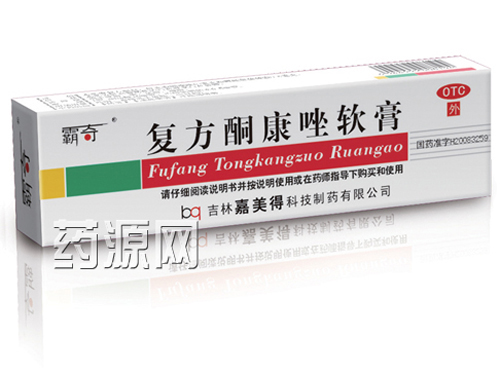 霸奇
复方酮康唑软膏
Fufang Tongkangzuo Ruangao
请仔细阅读说明书并按说明使用或在药师指导下购买和使用
bq 吉林嘉美得科技制药有限公司
OTC
外
国药准字H20083259
药源网